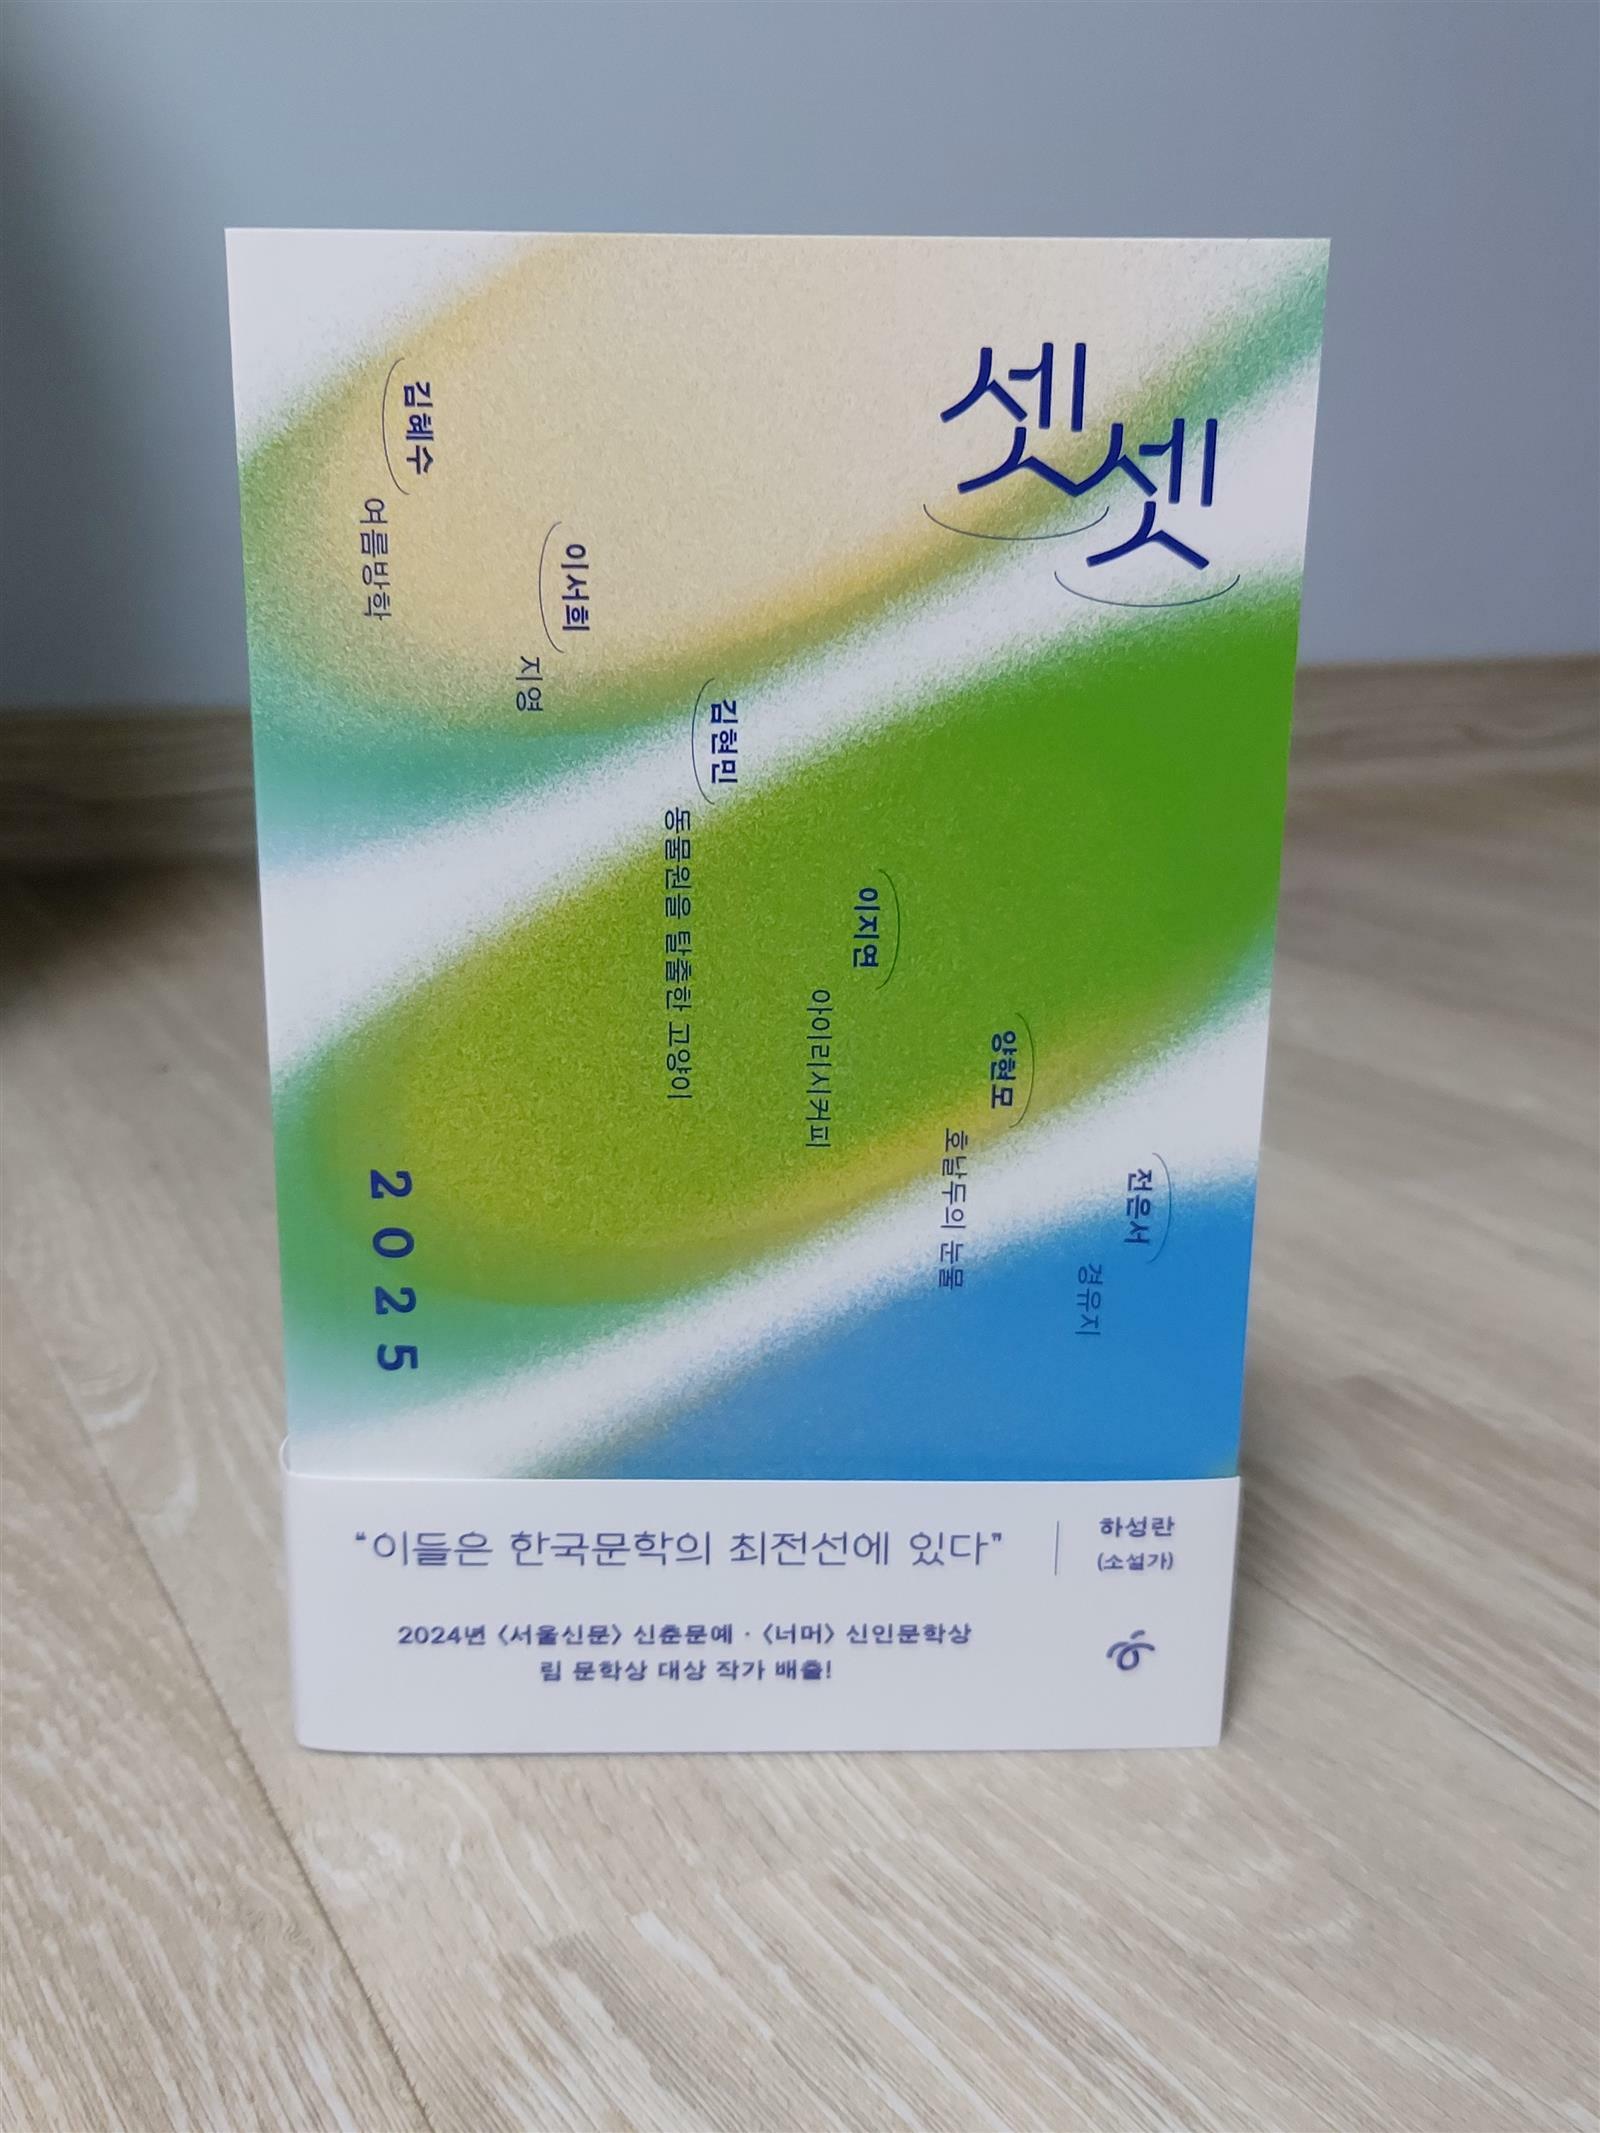 셋셋
김혜수
여름방학
이서희
지영
김현민
동물원을 탈출한 고양이
이지연
아이리시커피
양현모
호날두의 눈물
전은서
경유지
2025
“이들은 한국문학의 최전선에 있다”
하성란
(소설가)
2024년 〈서울신문〉 신춘문예 · 〈너머〉 신인문학상
림 문학상 대상 작가 배출!